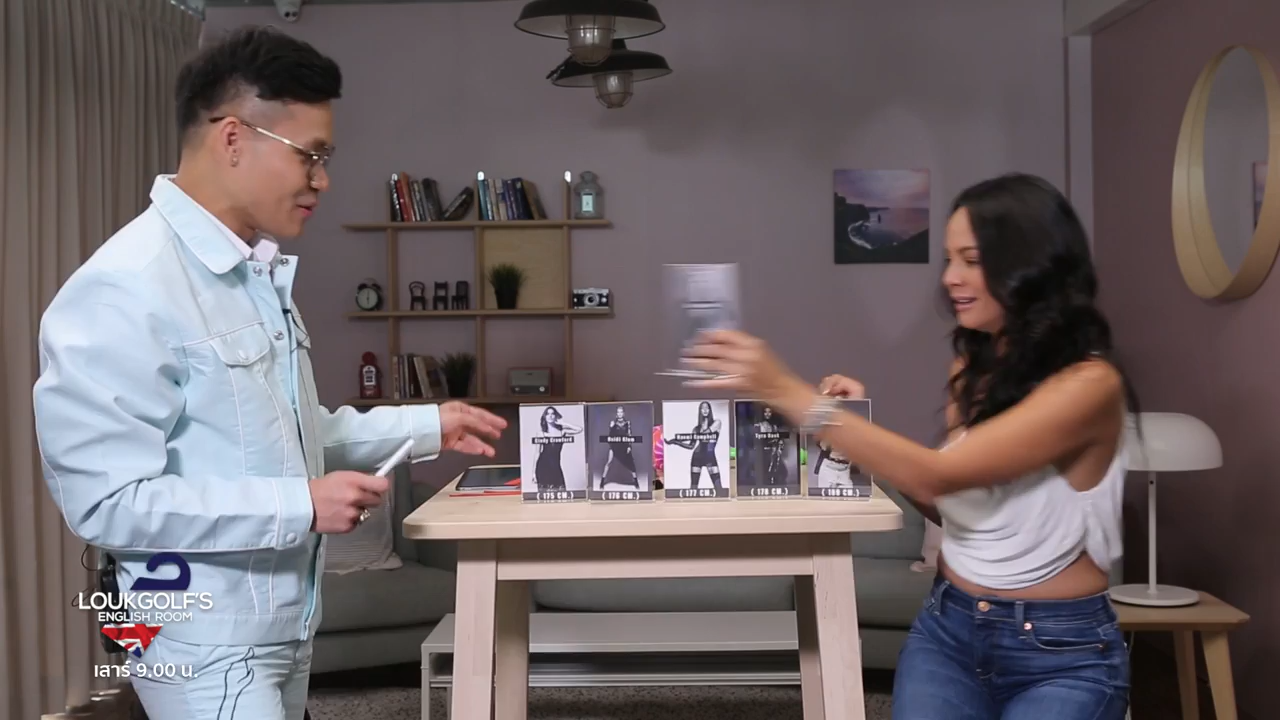 Cindy Crawford
( 175 CM. )
Heidi Klum
( 176 CM. )
Naomi Campbell
( 177 CM. )
Tyra Bank
( 178 CM. )
( 180 CM. )
LOUKGOLF'S
ENGLISH ROOM
เสาร์ 9.00 น.